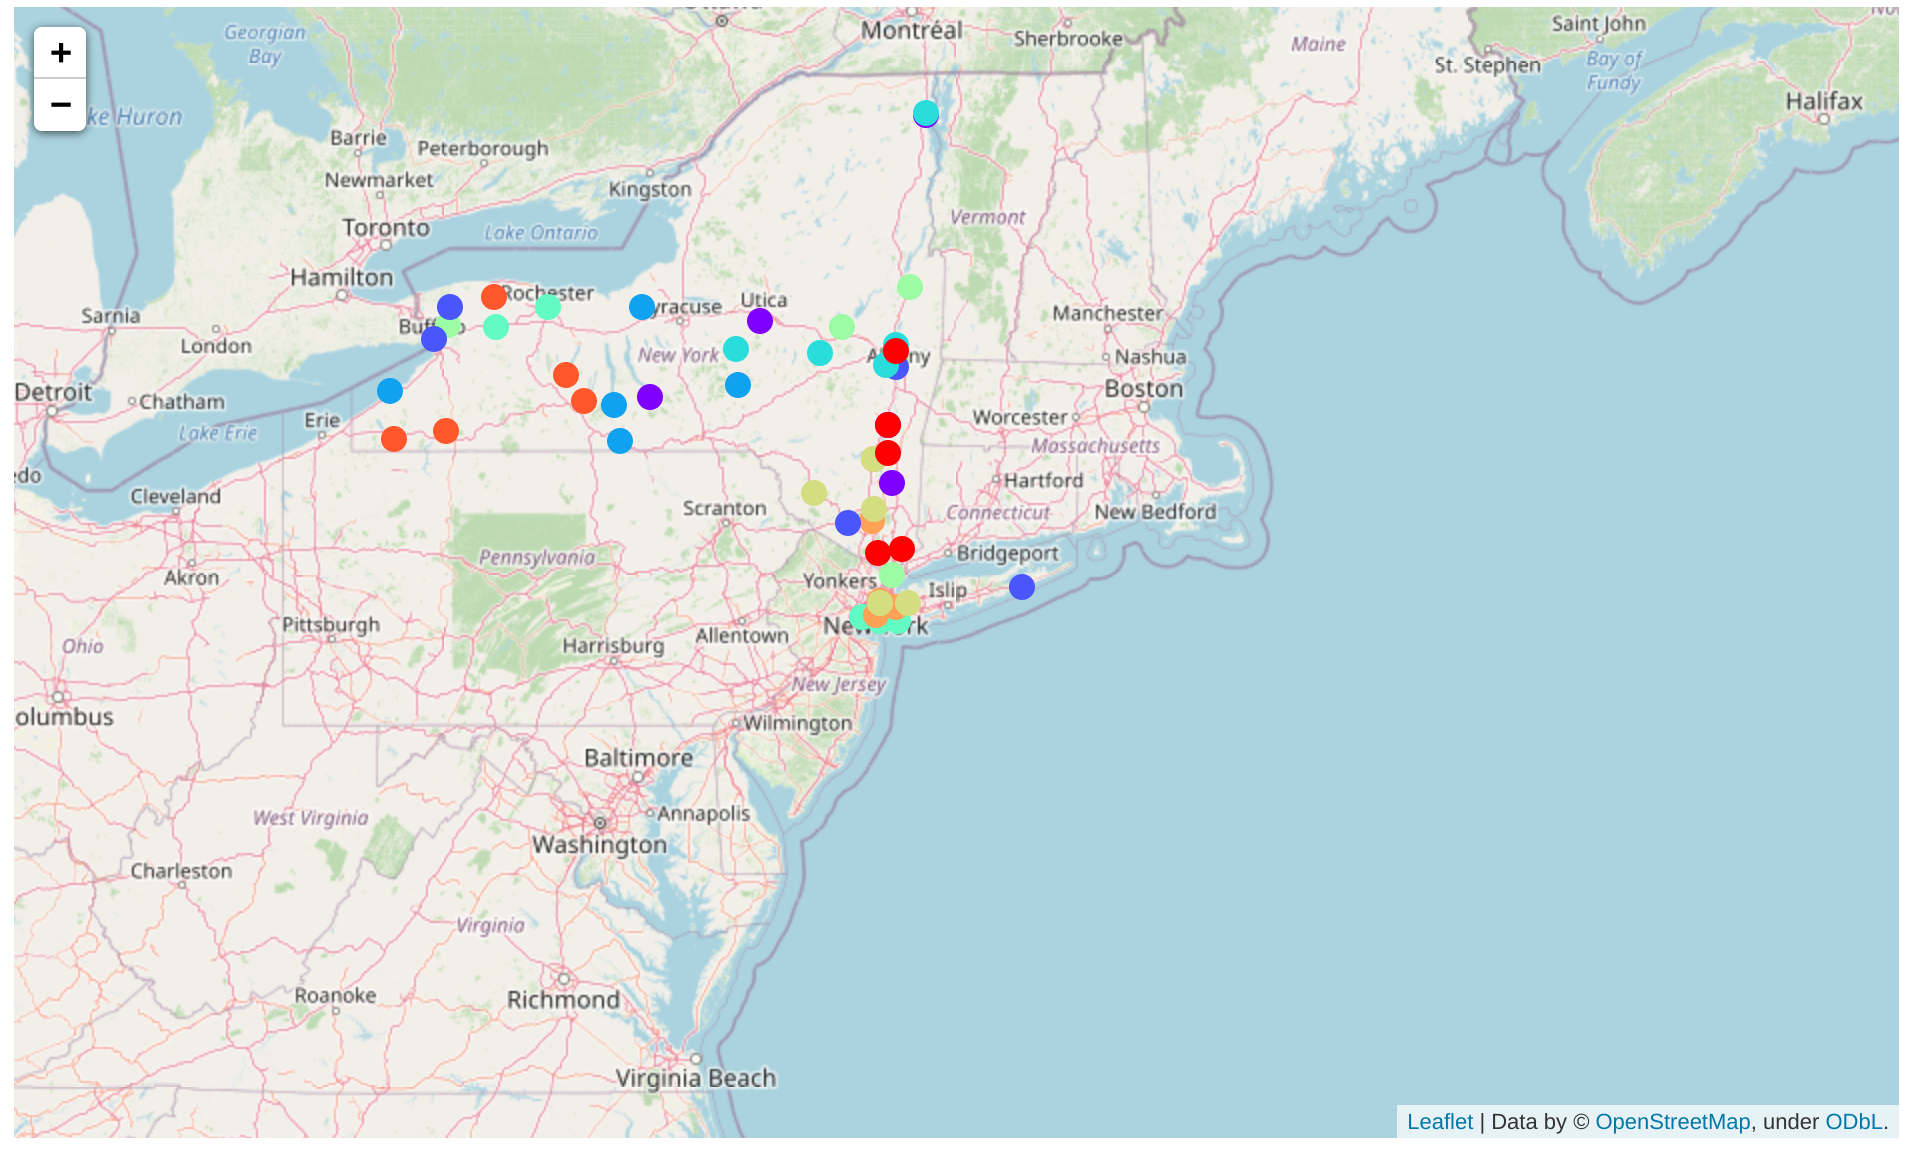 +
−
Georgian
Bay
Montréal
Sherbrooke
Maine
Saint John
St. Stephen
Bay of
Fundy
Halifax
ke Huron
Barrie
Peterborough
Newmarket
Kingston
Toronto
Lake Ontario
Vermont
Hamilton
Rochester
Sarnia
London
yracuse
Utica
Manchester
New York
Nashua
Detroit
Chatham
Boston
Erie
Lake Erie
Worcester
Massachusetts
edo
Cleveland
Hartford
Scranton
Connecticut
New Bedford
Pennsylvania
Bridgeport
Akron
Yonkers
Islip
Pittsburgh
Allentown
New York
Ohio
Harrisburg
New Jersey
olumbus
Wilmington
Baltimore
West Virginia
Annapolis
Washington
Charleston
Virginia
Roanoke
Richmond
Virginia Beach
Leaflet | Data by © OpenStreetMap, under ODbL.